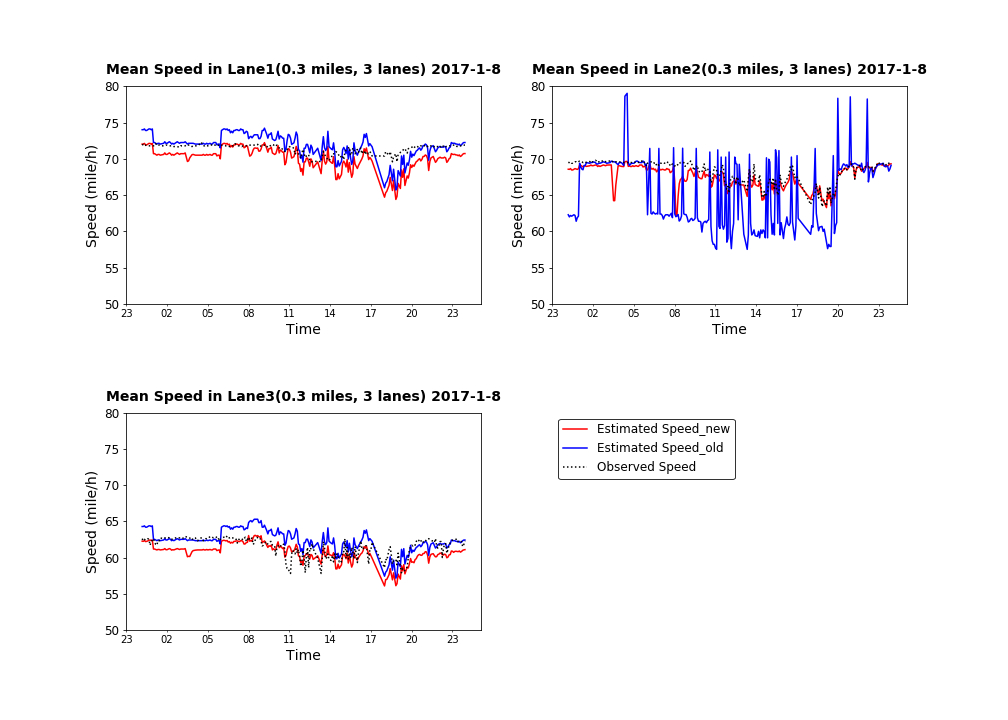 Mean Speed in Lane1(0.3 miles, 3 lanes) 2017-1-8
80
75
70
65
60
55
50
Speed (mile/h)
23 02 05 08 11 14 17 20 23
Time
Mean Speed in Lane2(0.3 miles, 3 lanes) 2017-1-8
80
75
70
65
60
55
50
Speed (mile/h)
23 02 05 08 11 14 17 20 23
Time
Mean Speed in Lane3(0.3 miles, 3 lanes) 2017-1-8
80
75
70
65
60
55
50
Speed (mile/h)
23 02 05 08 11 14 17 20 23
Time
Estimated Speed_new
Estimated Speed_old
Observed Speed